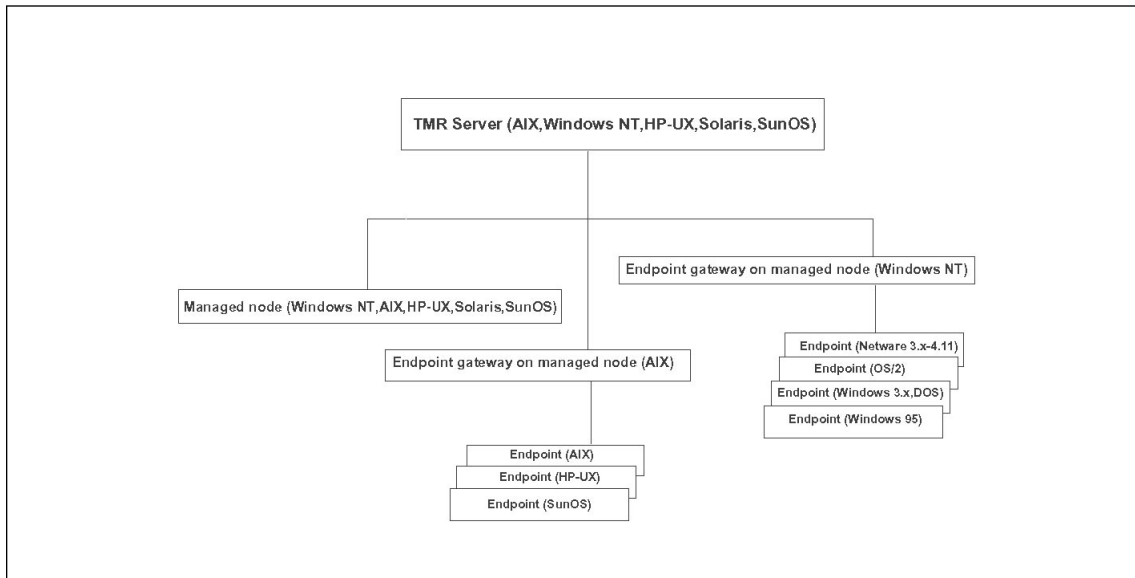 TMR Server (AIX,Windows NT,HP-UX,Solaris,SunOS)
Endpoint gateway on managed node (Windows NT)
Managed node (Windows NT,AIX,HP-UX,Solaris,SunOS)
Endpoint (Netware 3.x-4.11)
Endpoint gateway on managed node (AIX)
Endpoint (OS/2)
Endpoint (Windows 3.x,DOS)
Endpoint (Windows 95)
Endpoint (AIX)
Endpoint (HP-UX)
Endpoint (SunOS)